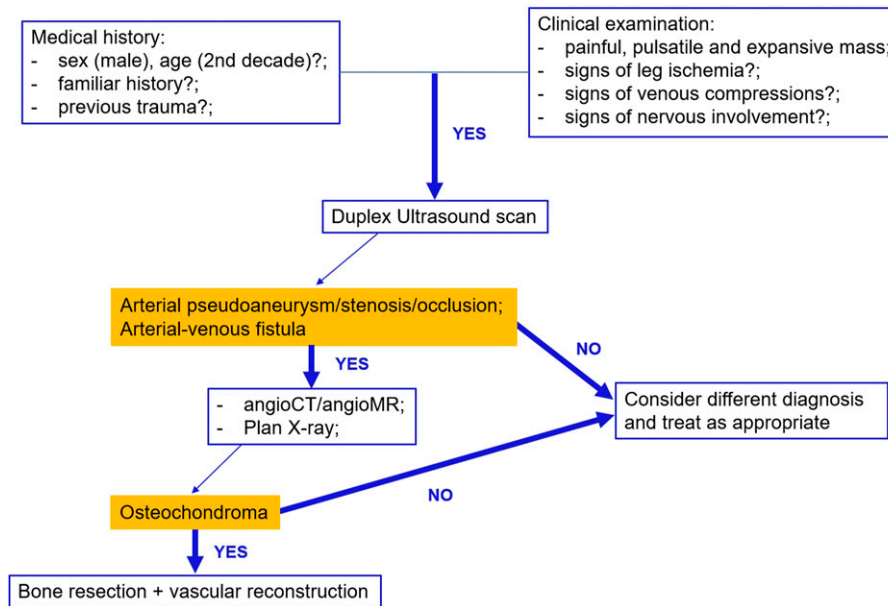 Medical history:
- sex (male), age (2nd decade)?;
- familiar history?;
- previous trauma?;
Clinical examination:
- painful, pulsatile and expansive mass;
- signs of leg ischemia?;
- signs of venous compressions?;
- signs of nervous involvement?;
YES
Duplex Ultrasound scan
Arterial pseudoaneurysm/stenosis/occlusion;
Arterial-venous fistula
YES
NO
- angioCT/angioMR;
- Plan X-ray;
Consider different diagnosis
and treat as appropriate
Osteochondroma
NO
YES
Bone resection + vascular reconstruction